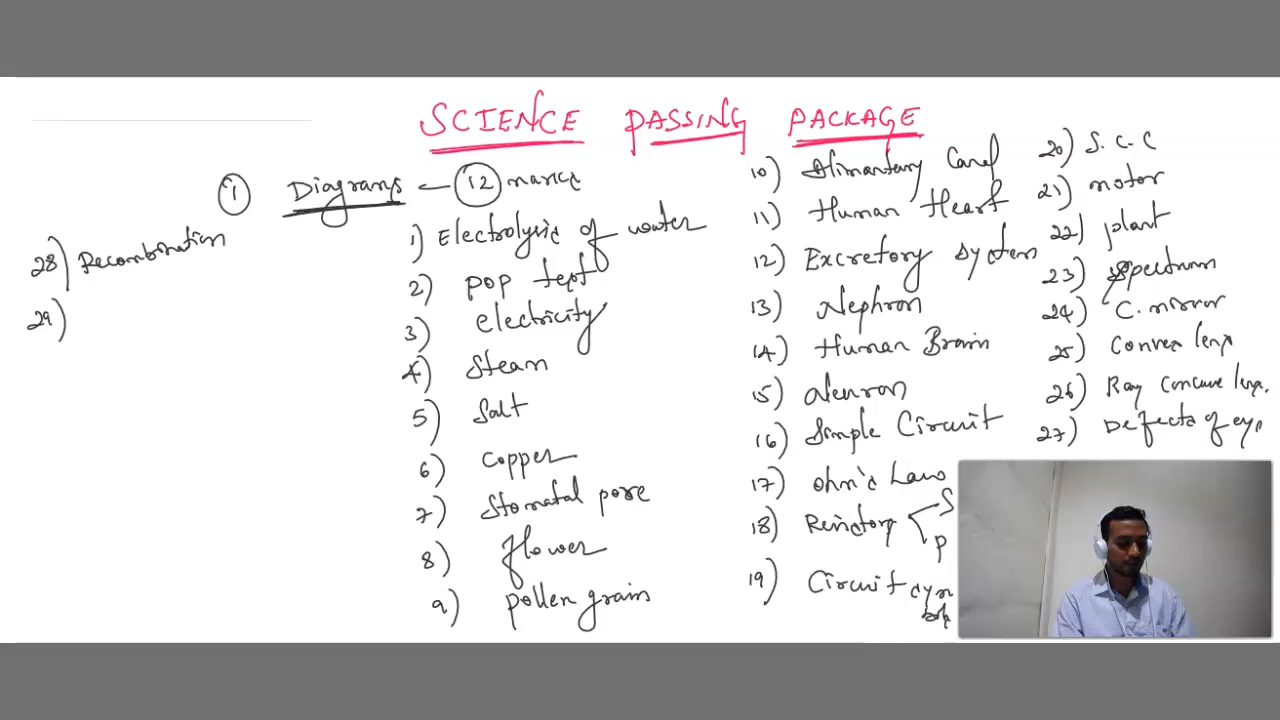 SCIENCE PASSING PACKAGE
① Diagrams – 12 marks
1) Electrolysis of water
2) pop test
3) electricity
4) Steam
5) Salt
6) copper
7) Stomatal pore
8) flower
9) pollen grain
10) Alimantary Canal
11) Human Heart
12) Excretory System
13) Nephron
14) Human Brain
15) Neuron
16) Simple Circuit
17) ohm's Laws
18) Resistors S
P
19) Circuit sym
bols
20) S.C.C
21) motor
22) plant
23) Spectrum
24) C. mirror
25) Convex lens
26) Ray Concave lens.
27) Defects of eye
28) Recombination
29)